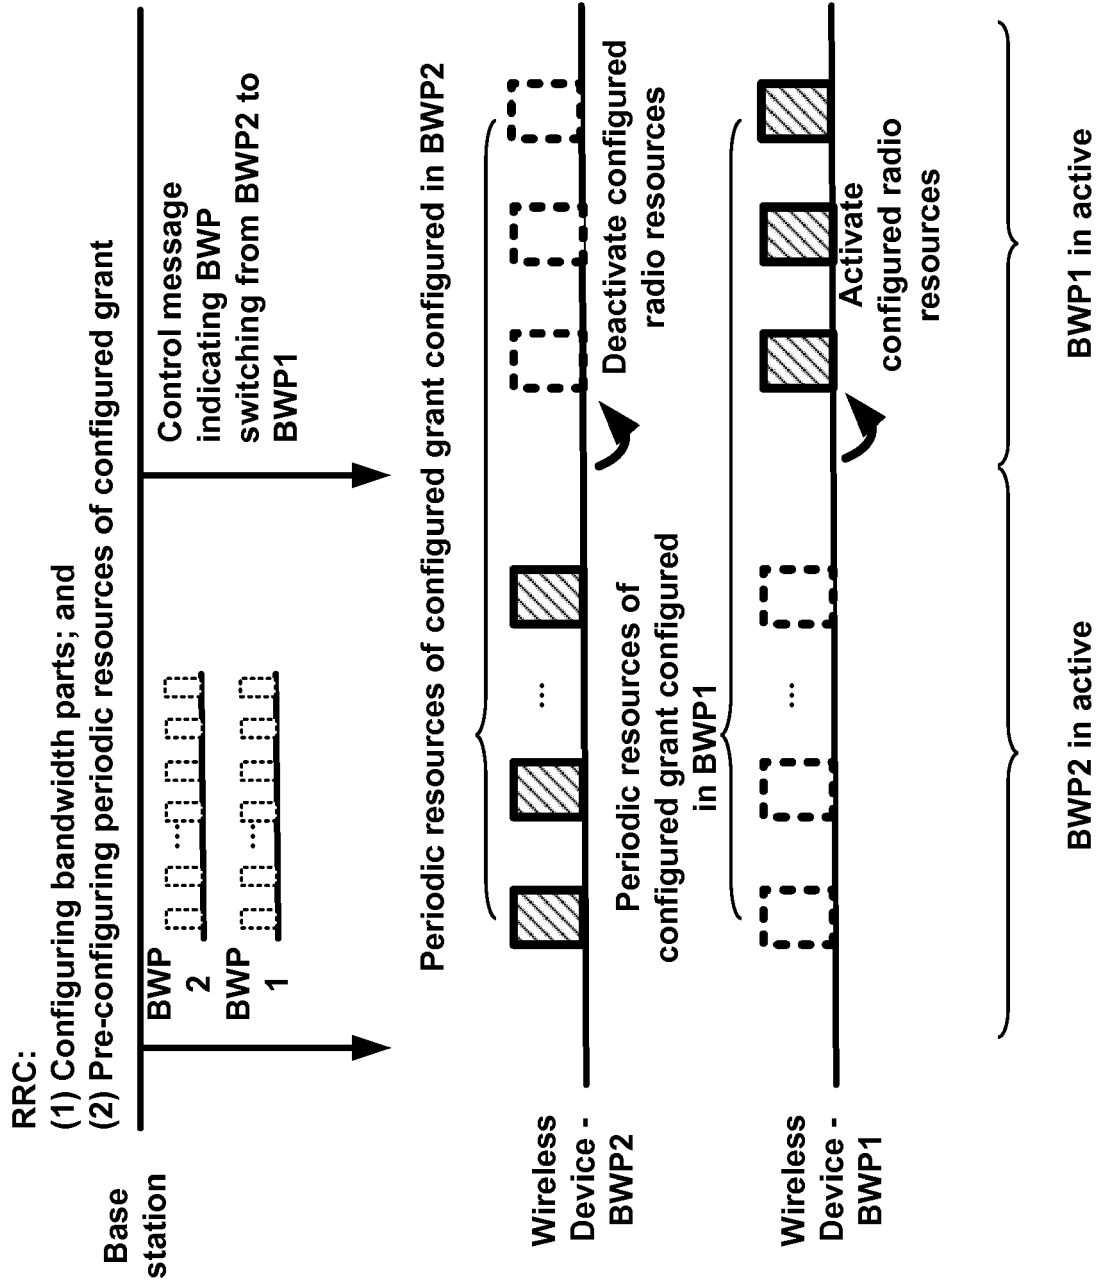 RRC:
(1) Configuring bandwidth parts; and
(2) Pre-configuring periodic resources of configured grant
Base
station
BWP
2
...
BWP
1
...
Control message
indicating BWP
switching from BWP2 to
BWP1
Periodic resources of configured grant configured in BWP2
Wireless
Device -
BWP2
...
Deactivate configured
radio resources
Periodic resources of
configured grant configured
in BWP1
Wireless
Device -
BWP1
...
Activate
configured radio
resources
BWP2 in active
BWP1 in active